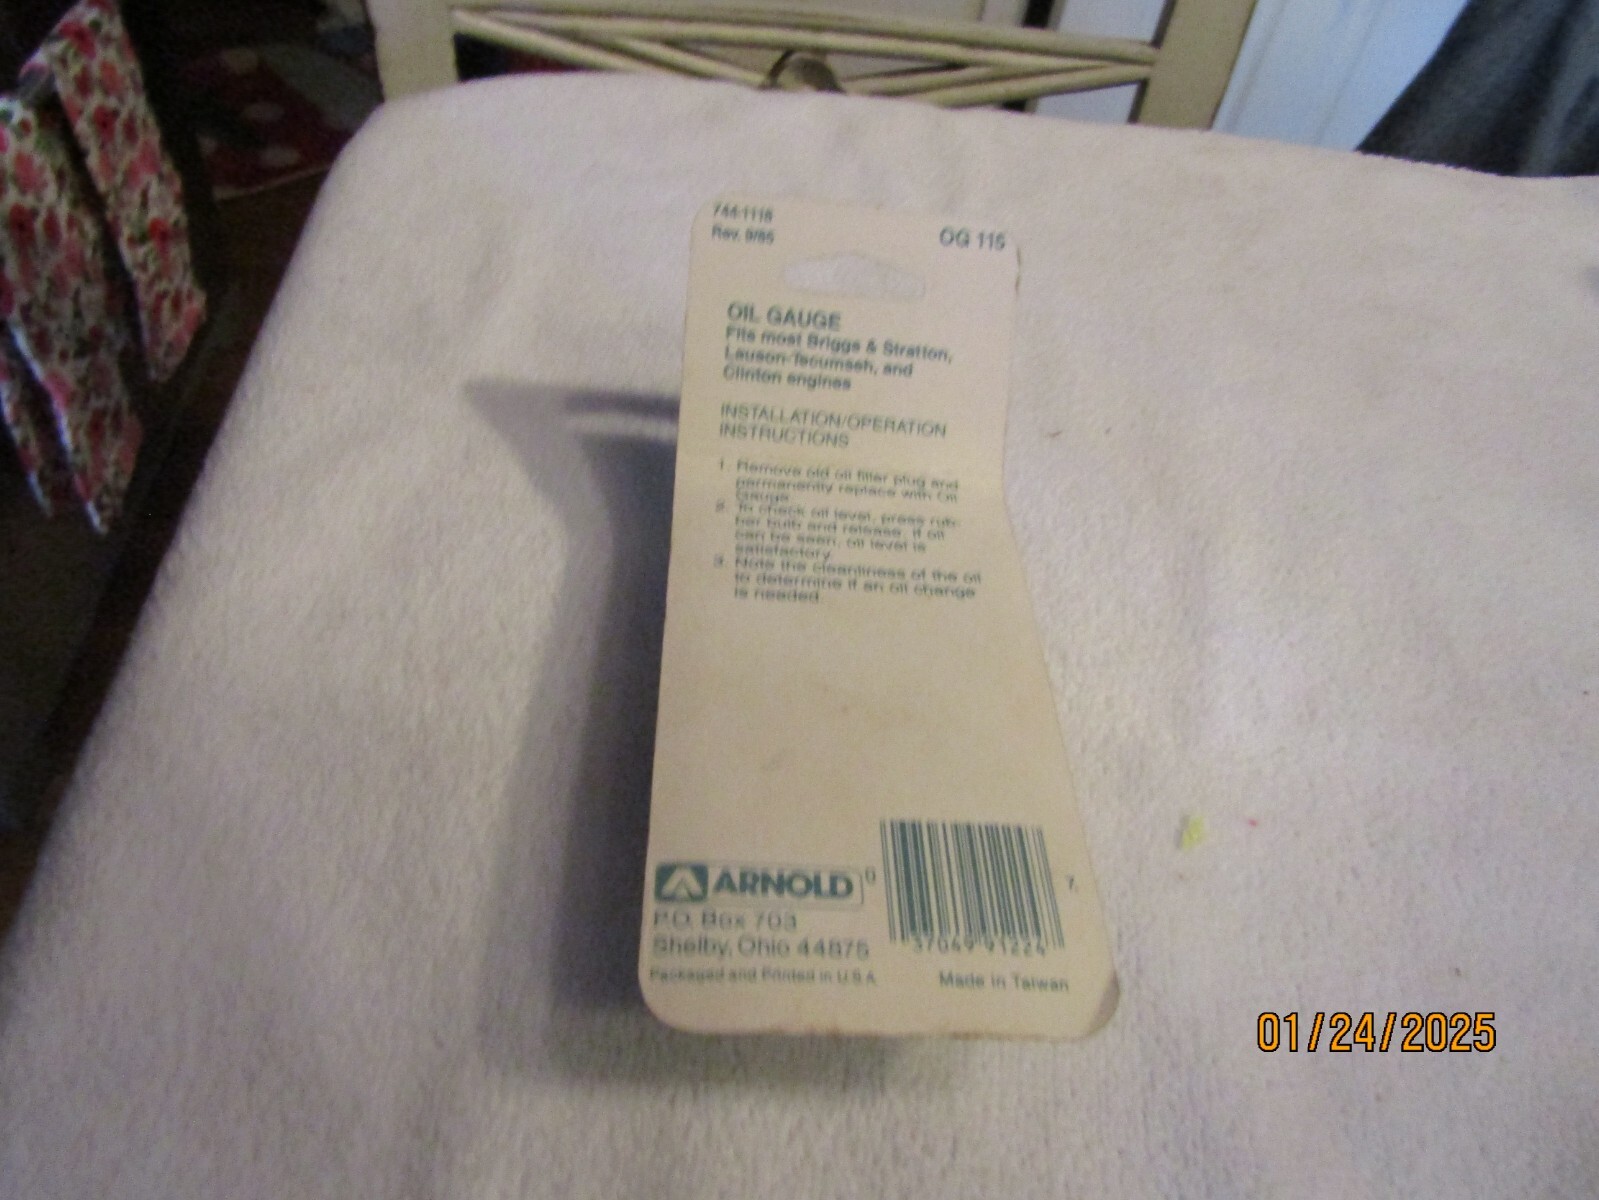 744-1115
Rev. 9/85
OG 115
OIL GAUGE
Fits most Briggs & Stratton,
Lauson-Tecumseh, and
Clinton engines
INSTALLATION/OPERATION
INSTRUCTIONS
1. Remove old oil filler plug and
permanently replace with Oil
Gauge.
2. To check oil level, press rub-
ber bulb and release. If oil
can be seen, oil level is
satisfactory.
3. Note the cleanliness of the oil
to determine if an oil change
is needed.
ARNOLD
P.O. Box 703
Shelby, Ohio 44875
Packaged and Printed in U.S.A.
0 37049 91224 7
Made in Taiwan
01/24/2025